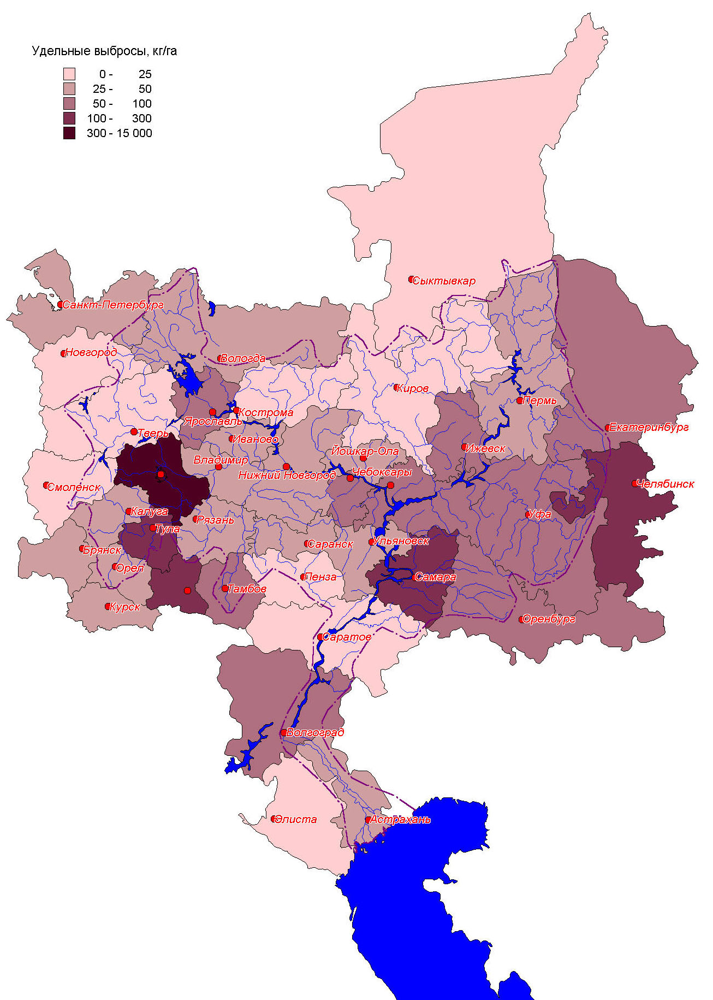 Удельные выбросы, кг/га
0 - 25
25 - 50
50 - 100
100 - 300
300 - 15 000
Сыктывкар
Санкт-Петербург
Новгород
Вологда
Киров
Пермь
Кострома
Ярославль
Екатеринбург
Тверь
Иваново
Ижевск
Йошкар-Ола
Владимир
Нижний Новгород
Чебоксары
Смоленск
Челябинск
Калуга
Уфа
Рязань
Тула
Ульяновск
Саранск
Брянск
Орел
Пенза
Самара
Тамбов
Курск
Оренбург
Саратов
Волгоград
Элиста
Астрахань